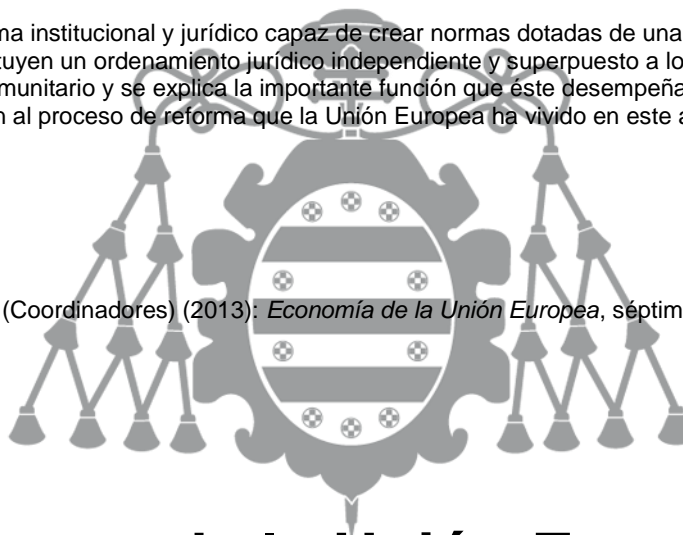 ma institucional y jurídico capaz de crear normas dotadas de una
tuyen un ordenamiento jurídico independiente y superpuesto a lo
munitario y se explica la importante función que éste desempeña
n al proceso de reforma que la Unión Europea ha vivido en este a
(Coordinadores) (2013): Economía de la Unión Europea, séptim